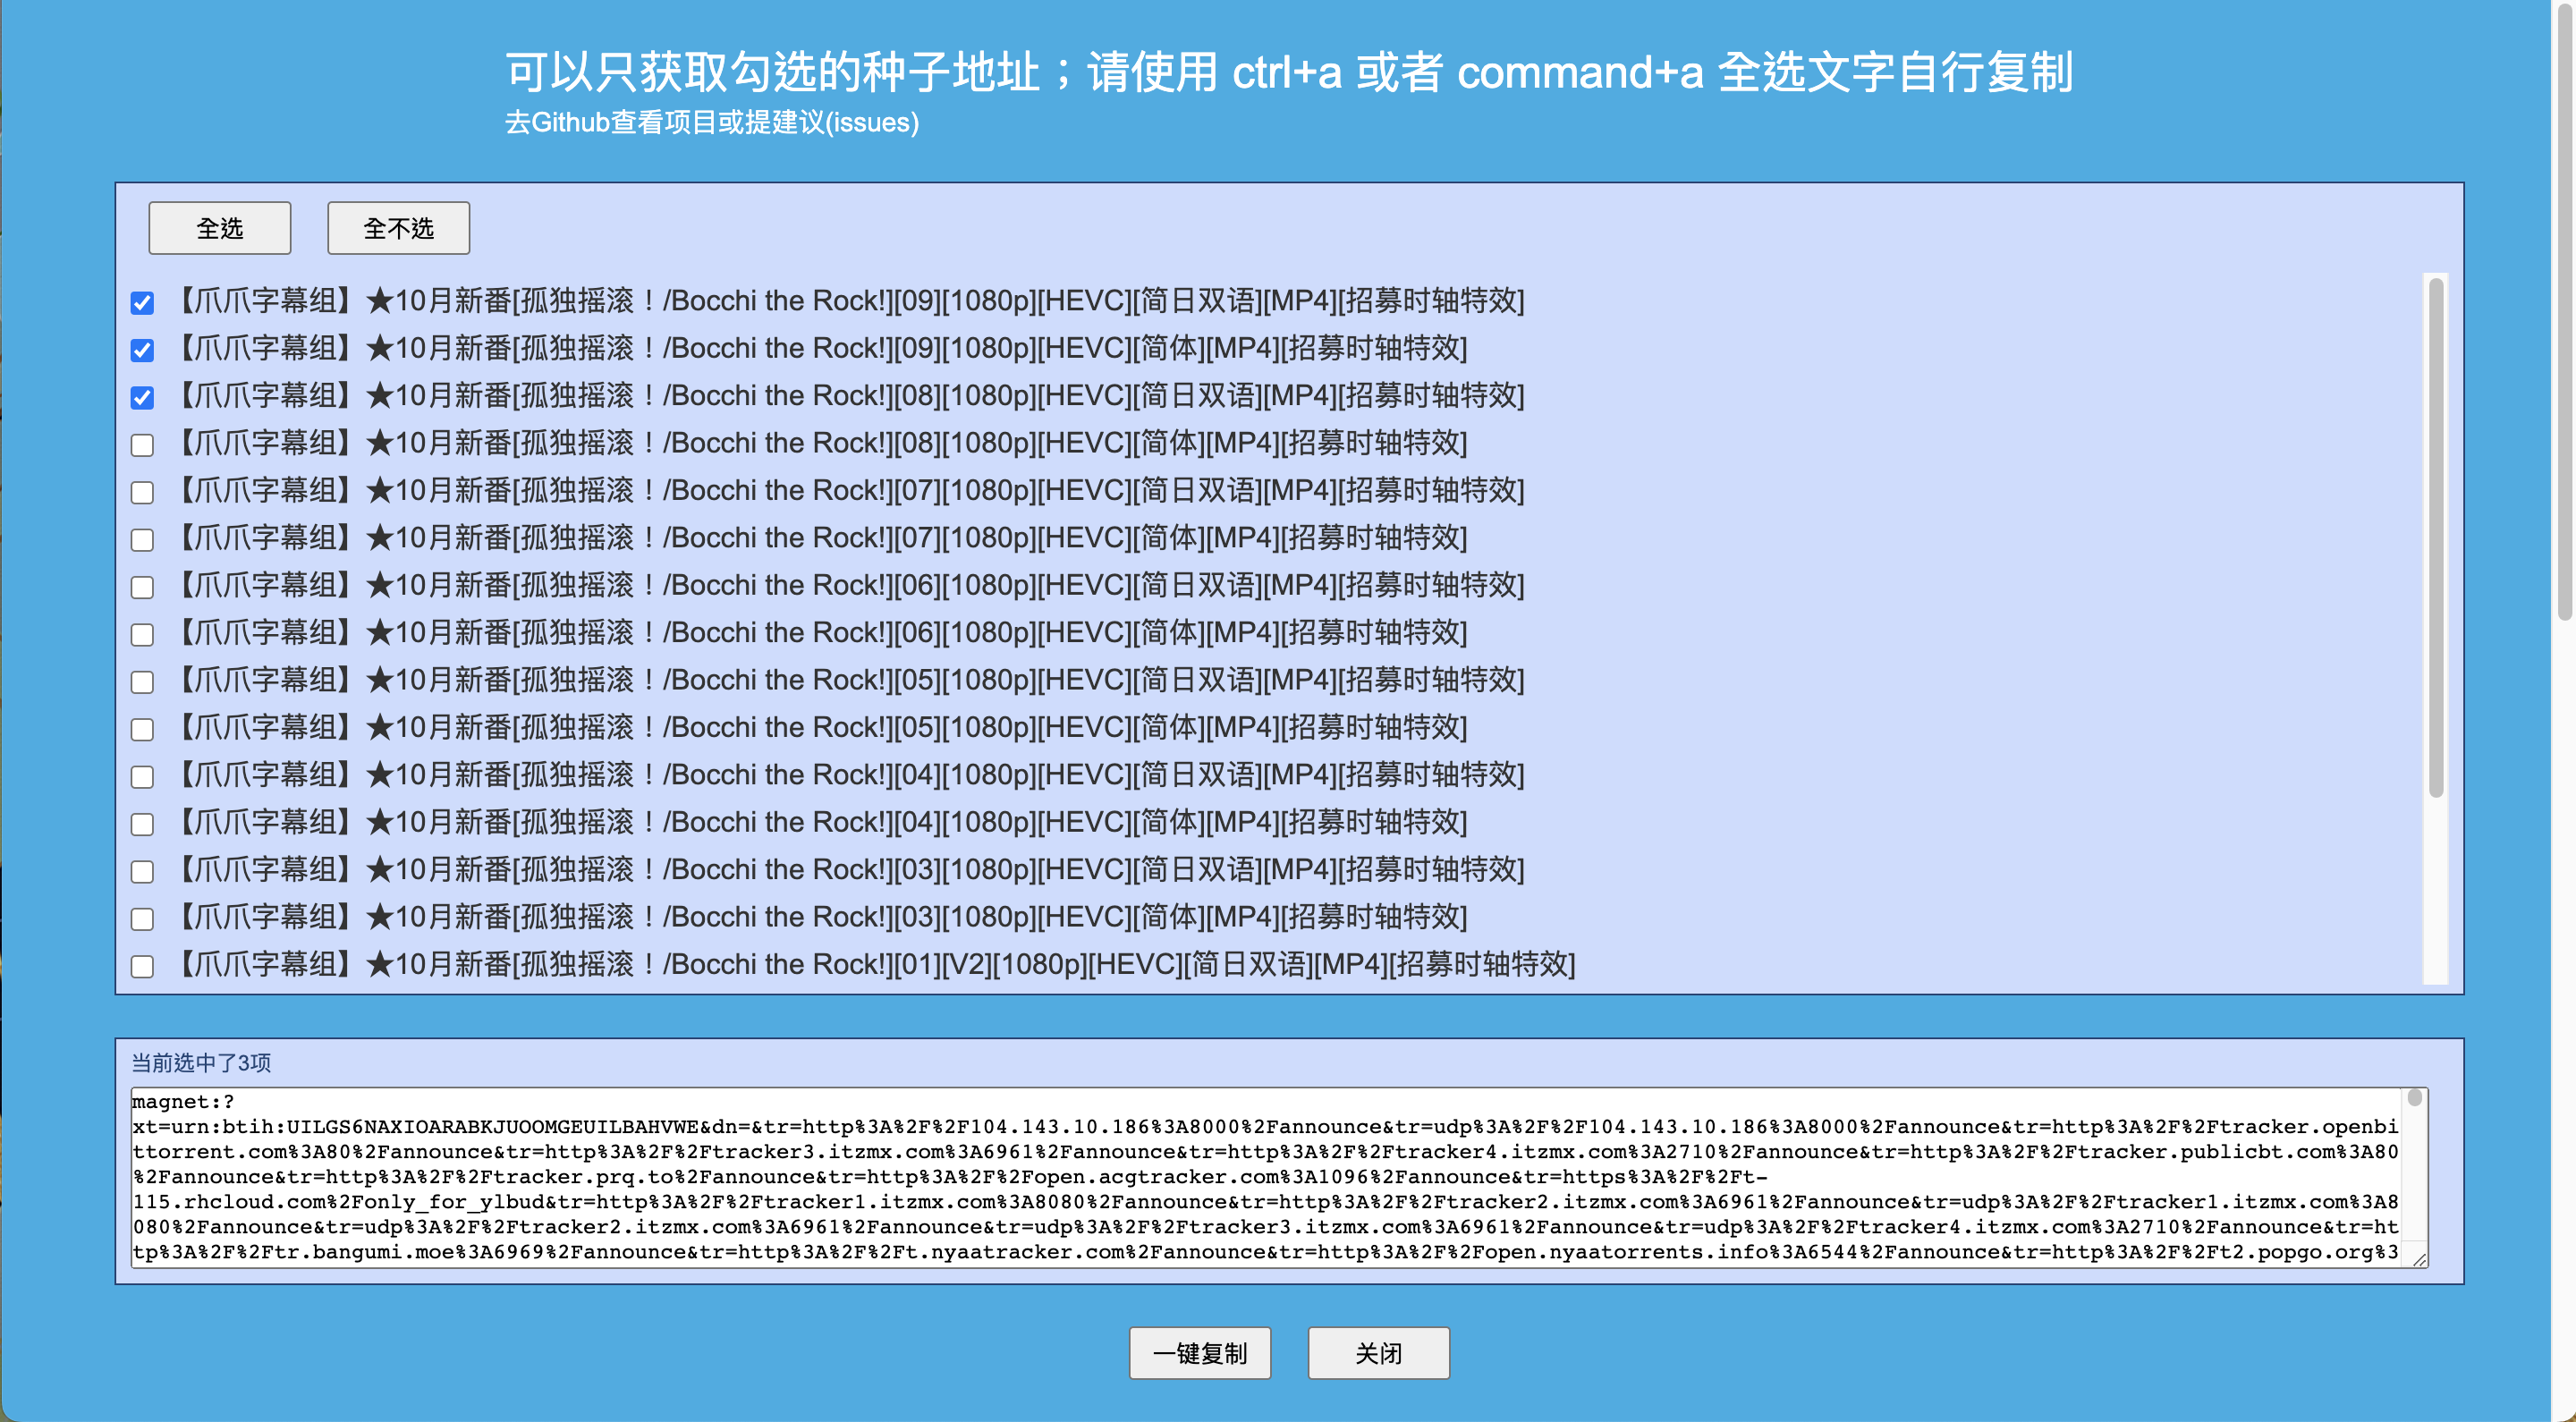 可以只获取勾选的种子地址；请使用 ctrl+a 或者 command+a 全选文字自行复制
去Github查看项目或提建议(issues)
全选 全不选
【爪爪字幕组】★10月新番[孤独摇滚！/Bocchi the Rock!][09][1080p][HEVC][简日双语][MP4][招募时轴特效]
【爪爪字幕组】★10月新番[孤独摇滚！/Bocchi the Rock!][09][1080p][HEVC][简体][MP4][招募时轴特效]
【爪爪字幕组】★10月新番[孤独摇滚！/Bocchi the Rock!][08][1080p][HEVC][简日双语][MP4][招募时轴特效]
【爪爪字幕组】★10月新番[孤独摇滚！/Bocchi the Rock!][08][1080p][HEVC][简体][MP4][招募时轴特效]
【爪爪字幕组】★10月新番[孤独摇滚！/Bocchi the Rock!][07][1080p][HEVC][简日双语][MP4][招募时轴特效]
【爪爪字幕组】★10月新番[孤独摇滚！/Bocchi the Rock!][07][1080p][HEVC][简体][MP4][招募时轴特效]
【爪爪字幕组】★10月新番[孤独摇滚！/Bocchi the Rock!][06][1080p][HEVC][简日双语][MP4][招募时轴特效]
【爪爪字幕组】★10月新番[孤独摇滚！/Bocchi the Rock!][06][1080p][HEVC][简体][MP4][招募时轴特效]
【爪爪字幕组】★10月新番[孤独摇滚！/Bocchi the Rock!][05][1080p][HEVC][简日双语][MP4][招募时轴特效]
【爪爪字幕组】★10月新番[孤独摇滚！/Bocchi the Rock!][05][1080p][HEVC][简体][MP4][招募时轴特效]
【爪爪字幕组】★10月新番[孤独摇滚！/Bocchi the Rock!][04][1080p][HEVC][简日双语][MP4][招募时轴特效]
【爪爪字幕组】★10月新番[孤独摇滚！/Bocchi the Rock!][04][1080p][HEVC][简体][MP4][招募时轴特效]
【爪爪字幕组】★10月新番[孤独摇滚！/Bocchi the Rock!][03][1080p][HEVC][简日双语][MP4][招募时轴特效]
【爪爪字幕组】★10月新番[孤独摇滚！/Bocchi the Rock!][03][1080p][HEVC][简体][MP4][招募时轴特效]
【爪爪字幕组】★10月新番[孤独摇滚！/Bocchi the Rock!][01][V2][1080p][HEVC][简日双语][MP4][招募时轴特效]
当前选中了3项
magnet:?
xt=urn:btih:UILGS6NAXIOARABKJUOOMGEUILBAHVWE&dn=&tr=http%3A%2F%2F104.143.10.186%3A8000%2Fannounce&tr=udp%3A%2F%2F104.143.10.186%3A8000%2Fannounce&tr=http%3A%2F%2Ftracker.openbi
ttorrent.com%3A80%2Fannounce&tr=http%3A%2F%2Ftracker3.itzmx.com%3A6961%2Fannounce&tr=http%3A%2F%2Ftracker4.itzmx.com%3A2710%2Fannounce&tr=http%3A%2F%2Ftracker.publicbt.com%3A80
%2Fannounce&tr=http%3A%2F%2Ftracker.prq.to%2Fannounce&tr=http%3A%2F%2Fopen.acgtracker.com%3A1096%2Fannounce&tr=https%3A%2F%2Ft-
115.rhcloud.com%2Fonly_for_ylbud&tr=http%3A%2F%2Ftracker1.itzmx.com%3A8080%2Fannounce&tr=http%3A%2F%2Ftracker2.itzmx.com%3A6961%2Fannounce&tr=udp%3A%2F%2Ftracker1.itzmx.com%3A8
080%2Fannounce&tr=udp%3A%2F%2Ftracker2.itzmx.com%3A6961%2Fannounce&tr=udp%3A%2F%2Ftracker3.itzmx.com%3A6961%2Fannounce&tr=udp%3A%2F%2Ftracker4.itzmx.com%3A2710%2Fannounce&tr=ht
tp%3A%2F%2Ftr.bangumi.moe%3A6969%2Fannounce&tr=http%3A%2F%2Ft.nyaatracker.com%2Fannounce&tr=http%3A%2F%2Fopen.nyaatorrents.info%3A6544%2Fannounce&tr=http%3A%2F%2Ft2.popgo.org%3
一键复制 关闭